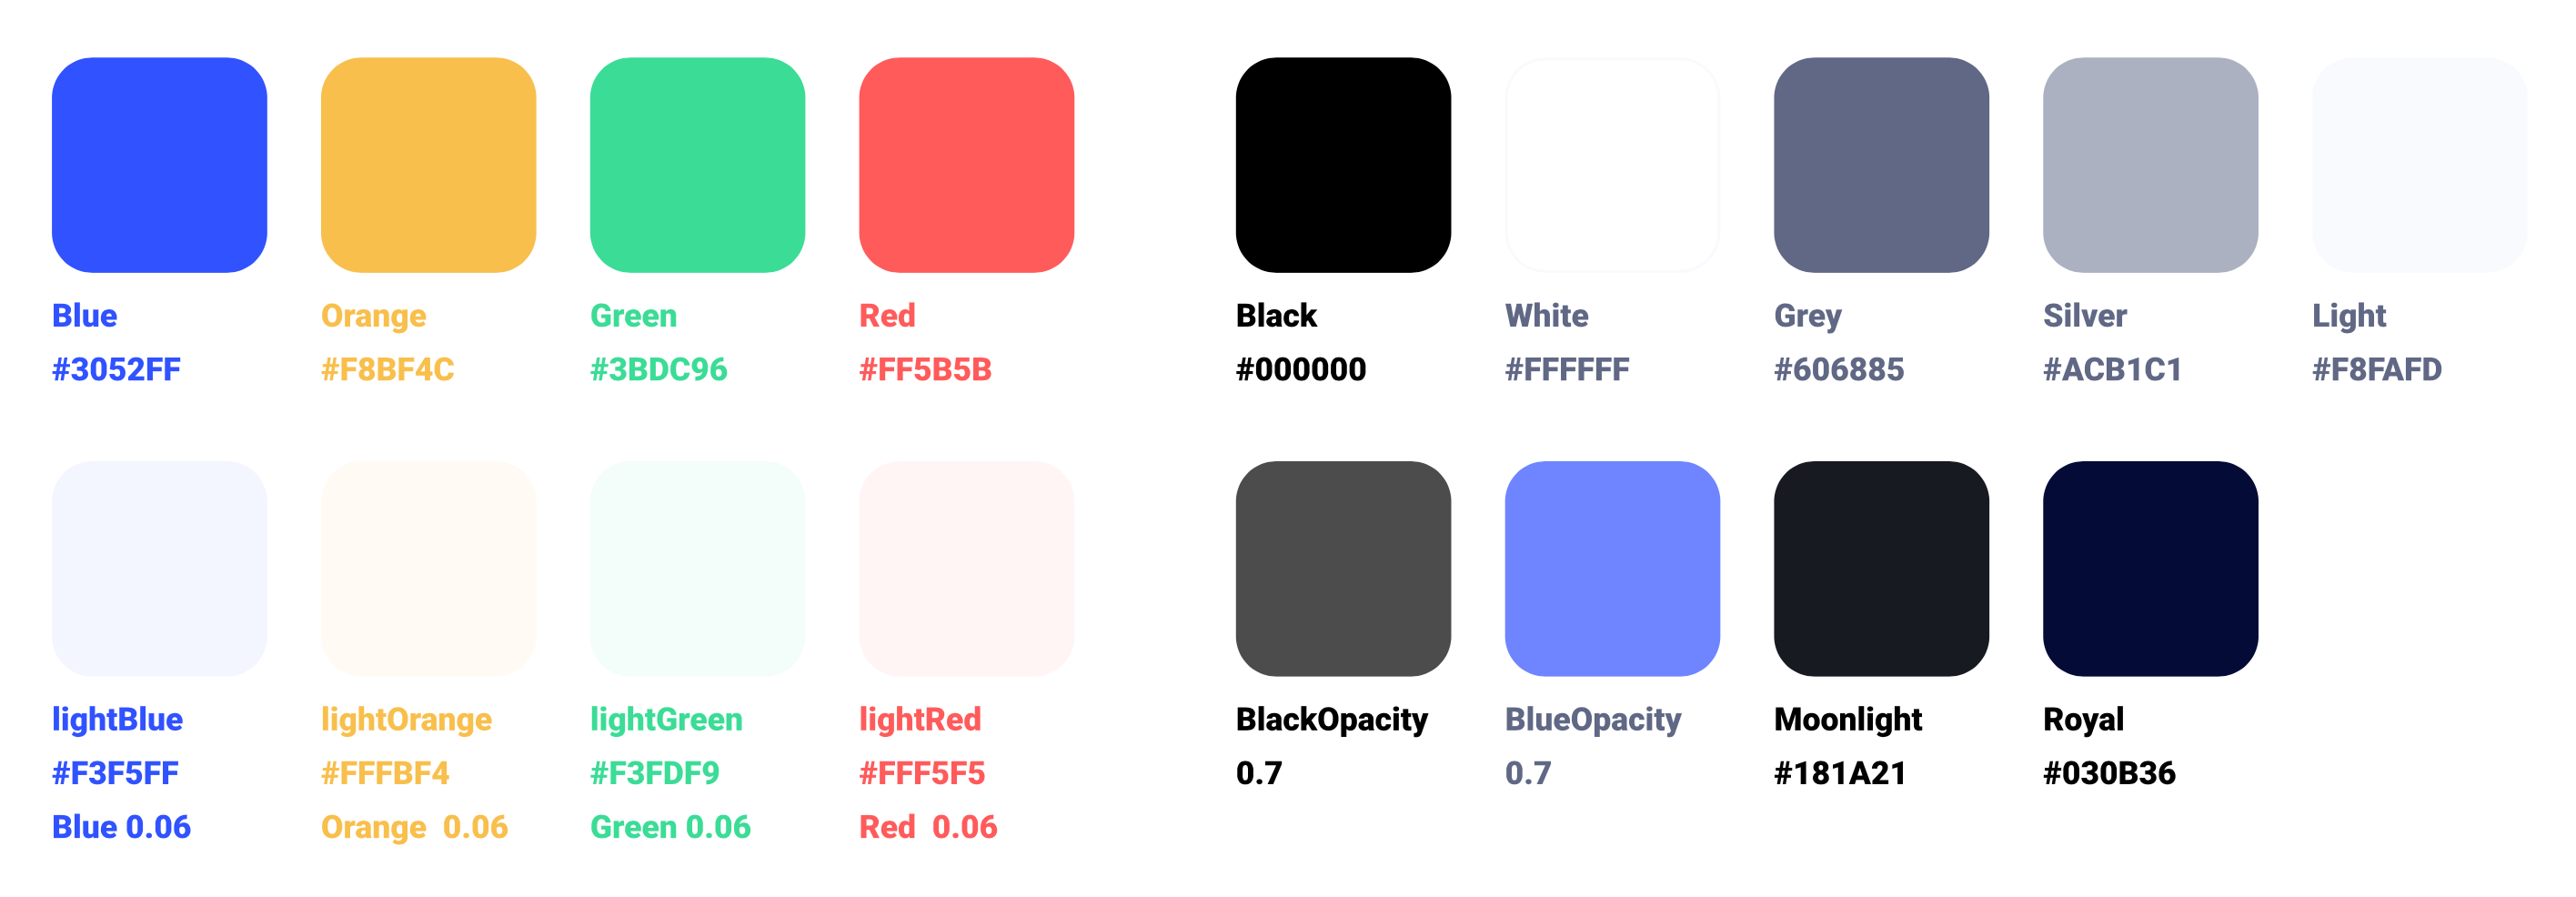 Blue
#3052FF
Orange
#F8BF4C
Green
#3BDC96
Red
#FF5B5B
Black
#000000
White
#FFFFFF
Grey
#606885
Silver
#ACB1C1
Light
#F8FAFD
lightBlue
#F3F5FF
Blue 0.06
lightOrange
#FFFBF4
Orange  0.06
lightGreen
#F3FDF9
Green 0.06
lightRed
#FFF5F5
Red  0.06
BlackOpacity
0.7
BlueOpacity
0.7
Moonlight
#181A21
Royal
#030B36